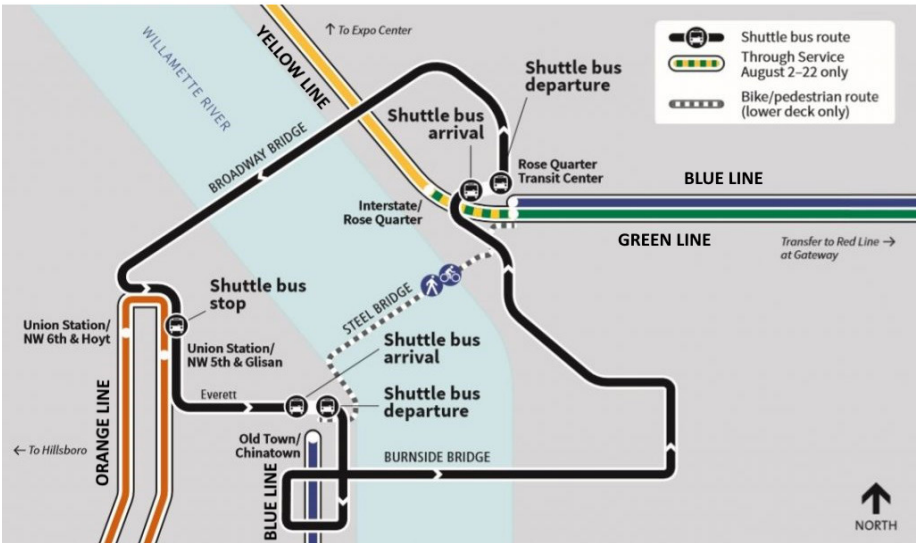 ↑ To Expo Center
WILLAMETTE RIVER
YELLOW LINE
Shuttle bus route
Through Service
August 2–22 only
Bike/pedestrian route
(lower deck only)
Shuttle bus
departure
Shuttle bus
arrival
BROADWAY BRIDGE
Rose Quarter
Transit Center
BLUE LINE
Interstate/
Rose Quarter
GREEN LINE
Transfer to Red Line →
at Gateway
Shuttle bus
stop
STEEL BRIDGE
Union Station/
NW 6th & Hoyt
Union Station/
NW 5th & Glisan
Shuttle bus
arrival
Everett
Shuttle bus
departure
ORANGE LINE
← To Hillsboro
Old Town/
Chinatown
BLUE LINE
BURNSIDE BRIDGE
NORTH